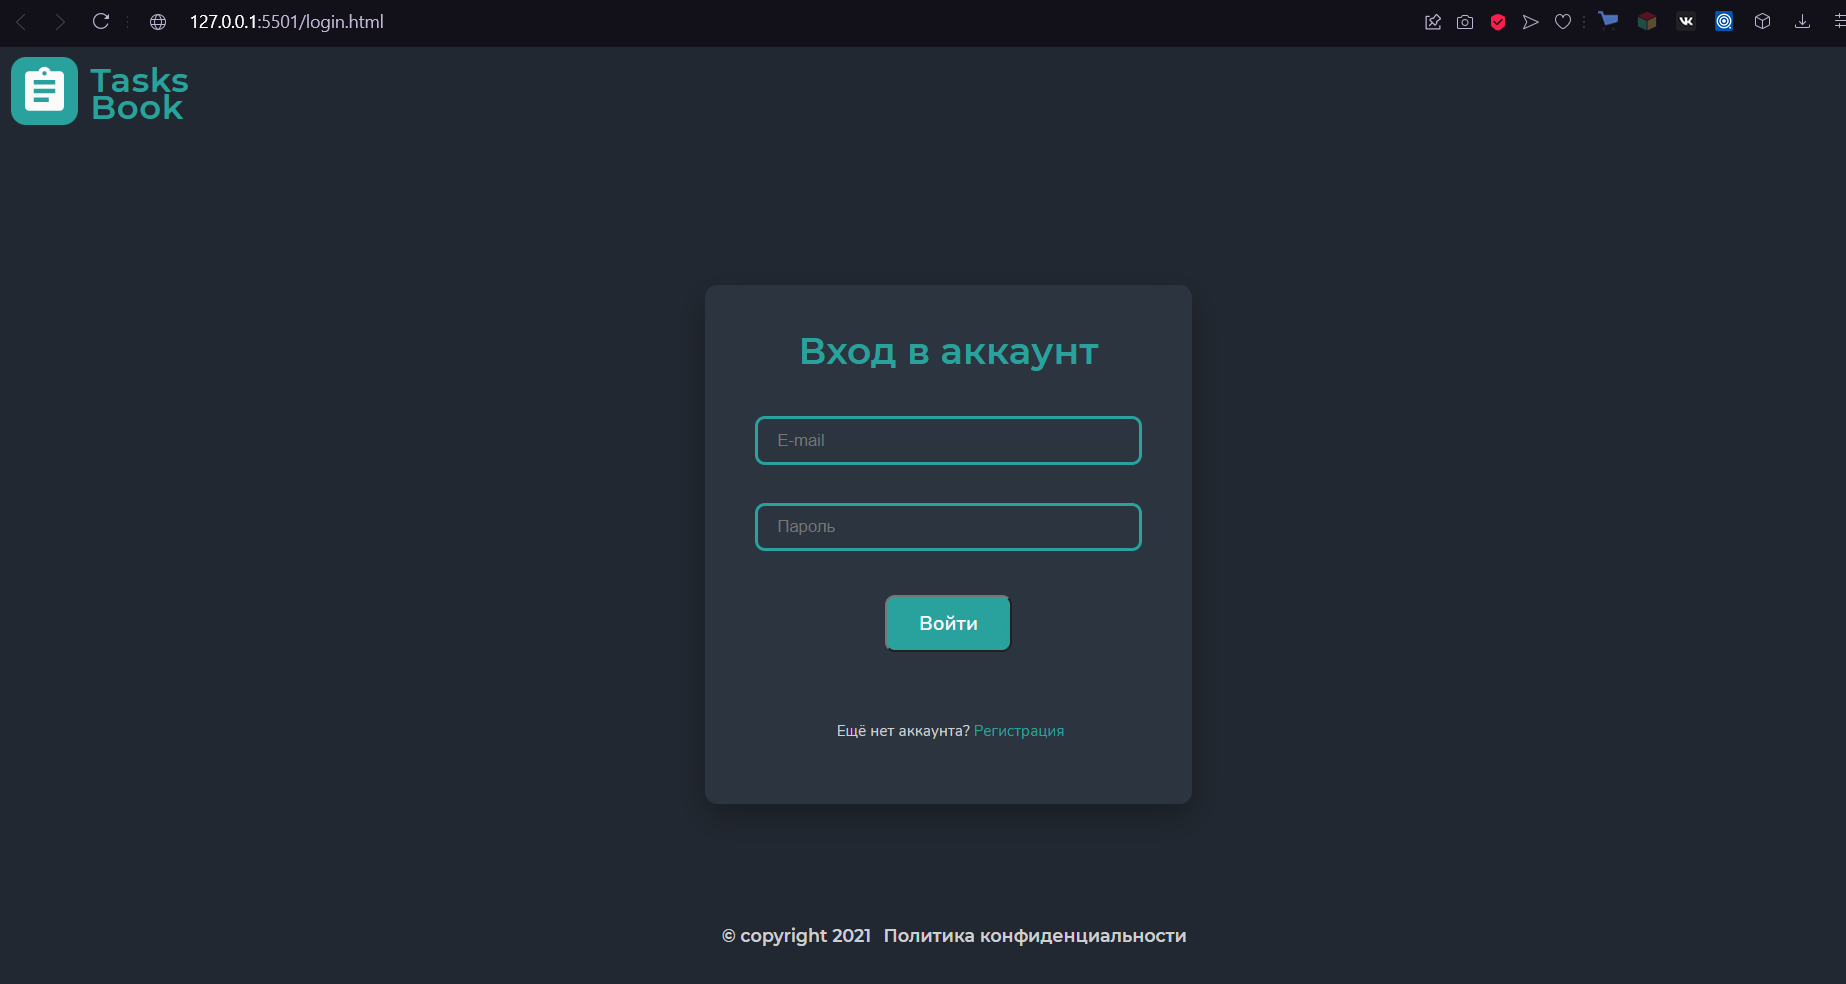 127.0.0.1:5501/login.html
Tasks
Book
Вход в аккаунт
E-mail
Пароль
Войти
Ещё нет аккаунта? Регистрация
© copyright 2021 Политика конфиденциальности